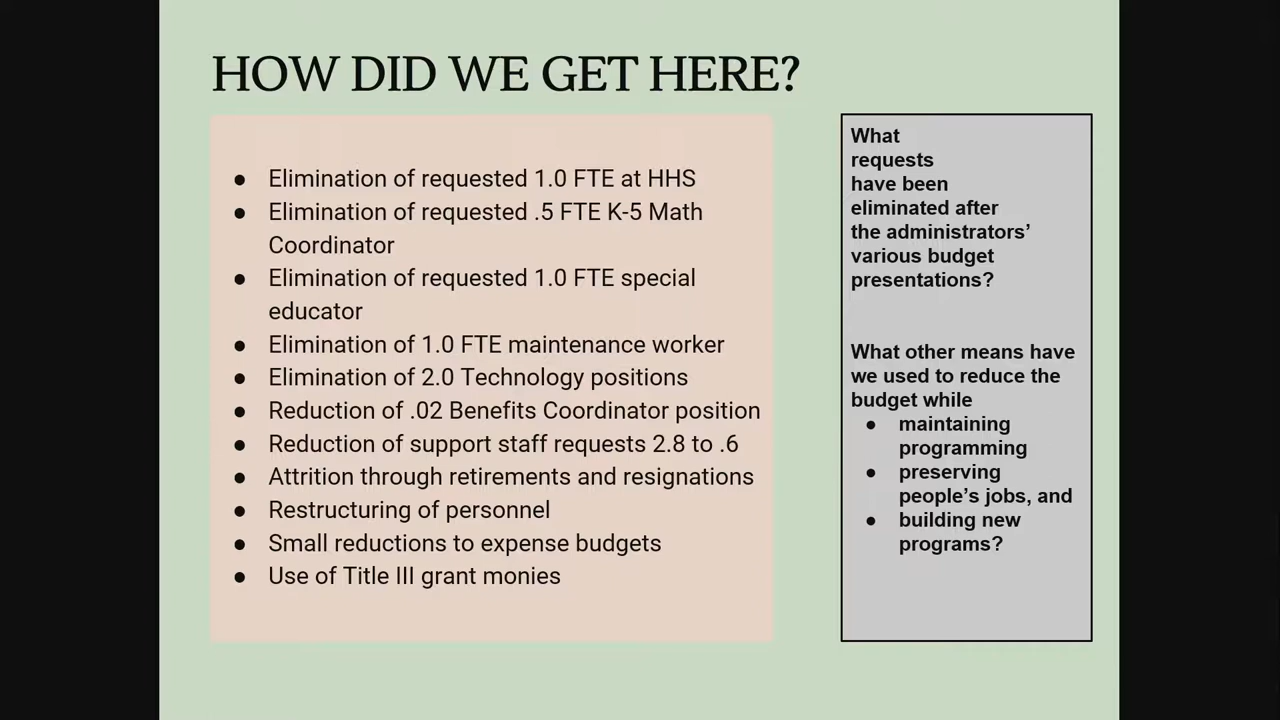 HOW DID WE GET HERE?
● Elimination of requested 1.0 FTE at HHS
● Elimination of requested .5 FTE K-5 Math
Coordinator
● Elimination of requested 1.0 FTE special
educator
● Elimination of 1.0 FTE maintenance worker
● Elimination of 2.0 Technology positions
● Reduction of .02 Benefits Coordinator position
● Reduction of support staff requests 2.8 to .6
● Attrition through retirements and resignations
● Restructuring of personnel
● Small reductions to expense budgets
● Use of Title III grant monies
What
requests
have been
eliminated after
the administrators’
various budget
presentations?
What other means have
we used to reduce the
budget while
● maintaining
programming
● preserving
people’s jobs, and
● building new
programs?